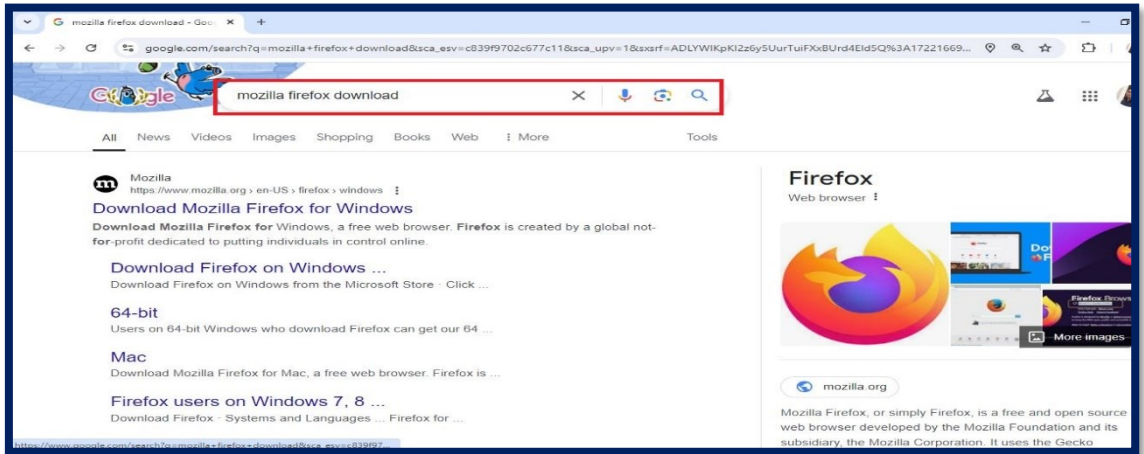 mozilla firefox download - Goo
google.com/search?q=mozilla+firefox+download&sca_esv=c839f9702c677c11&sca_upv=1&sxsrf=ADLYWIKpKI2z6y5UurTuiFXxBUrd4EId5Q%3A17221669...
mozilla firefox download
All News Videos Images Shopping Books Web More Tools
Mozilla
https://www.mozilla.org › en-US › firefox › windows
Download Mozilla Firefox for Windows
Download Mozilla Firefox for Windows, a free web browser. Firefox is created by a global not-
for-profit dedicated to putting individuals in control online.
Download Firefox on Windows ...
Download Firefox on Windows from the Microsoft Store · Click ...
64-bit
Users on 64-bit Windows who download Firefox can get our 64 ...
Mac
Download Mozilla Firefox for Mac, a free web browser. Firefox is ...
Firefox users on Windows 7, 8 ...
Download Firefox · Systems and Languages ... Firefox for ...
https://www.google.com/search?q=mozilla+firefox+download&sca_esv=c839f97...
Firefox
Web browser
More images
mozilla.org
Mozilla Firefox, or simply Firefox, is a free and open source
web browser developed by the Mozilla Foundation and its
subsidiary, the Mozilla Corporation. It uses the Gecko